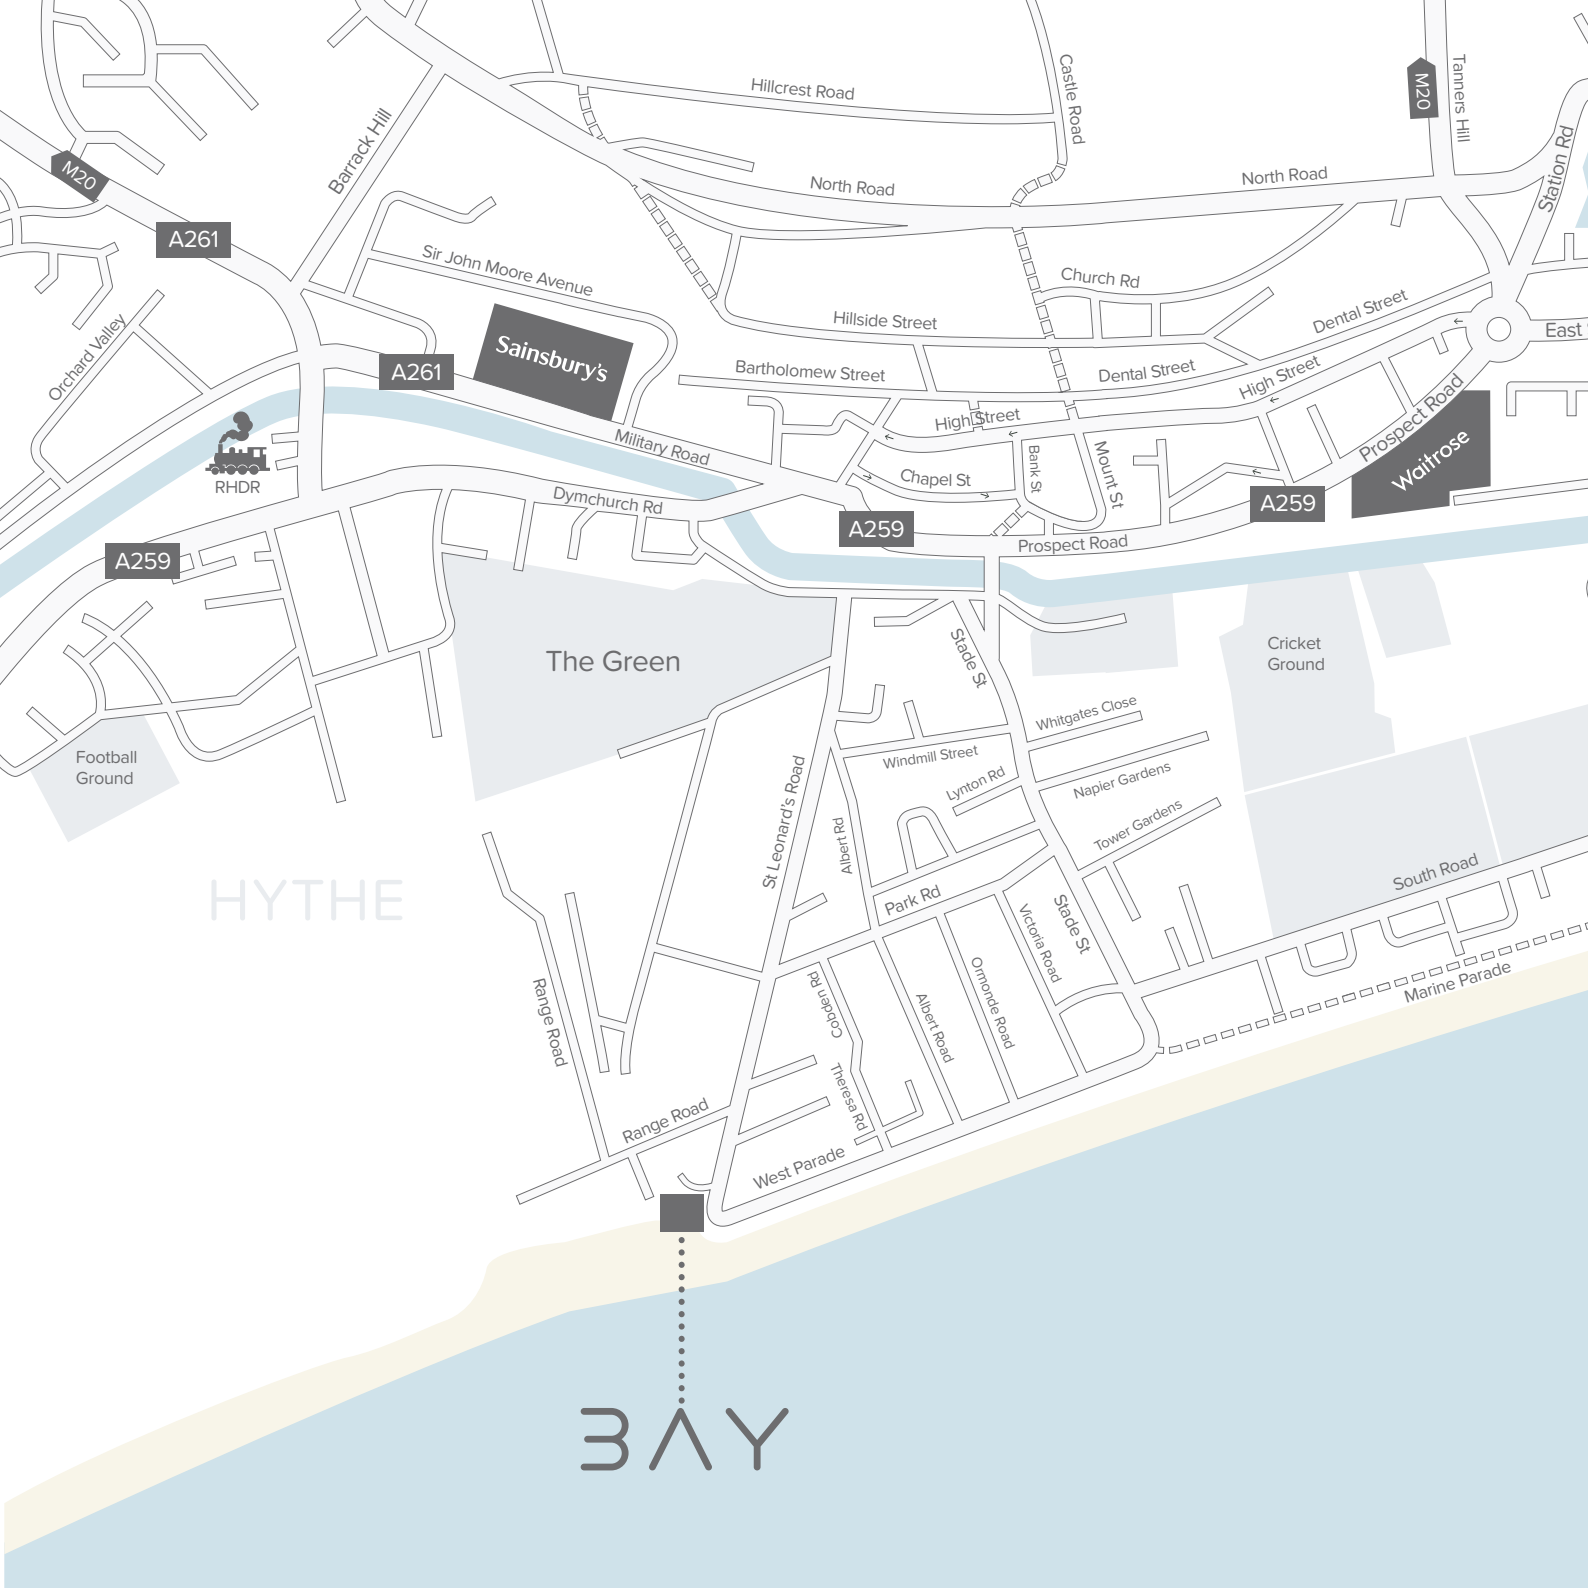 Hillcrest Road
Castle Road
M20
Tanners Hill
Station Rd
Barrack Hill
M20
North Road
North Road
A261
Sir John Moore Avenue
Church Rd
Dental Street
Hillside Street
East
Orchard Valley
Sainsbury's
A261
Bartholomew Street
Dental Street
High Street
High Street
Prospect Road
Military Road
Mount St
Bank St
Chapel St
Waitrose
RHDR
Dymchurch Rd
A259
A259
Prospect Road
A259
The Green
Stade St
Cricket
Ground
Whitgates Close
Football
Ground
Windmill Street
Lynton Rd
Napier Gardens
St Leonard's Road
Albert Rd
Tower Gardens
HYTHE
Park Rd
South Road
Victoria Road
Stade St
Range Road
Cobden Rd
Albert Road
Ormonde Road
Marine Parade
Theresa Rd
Range Road
West Parade
BAY